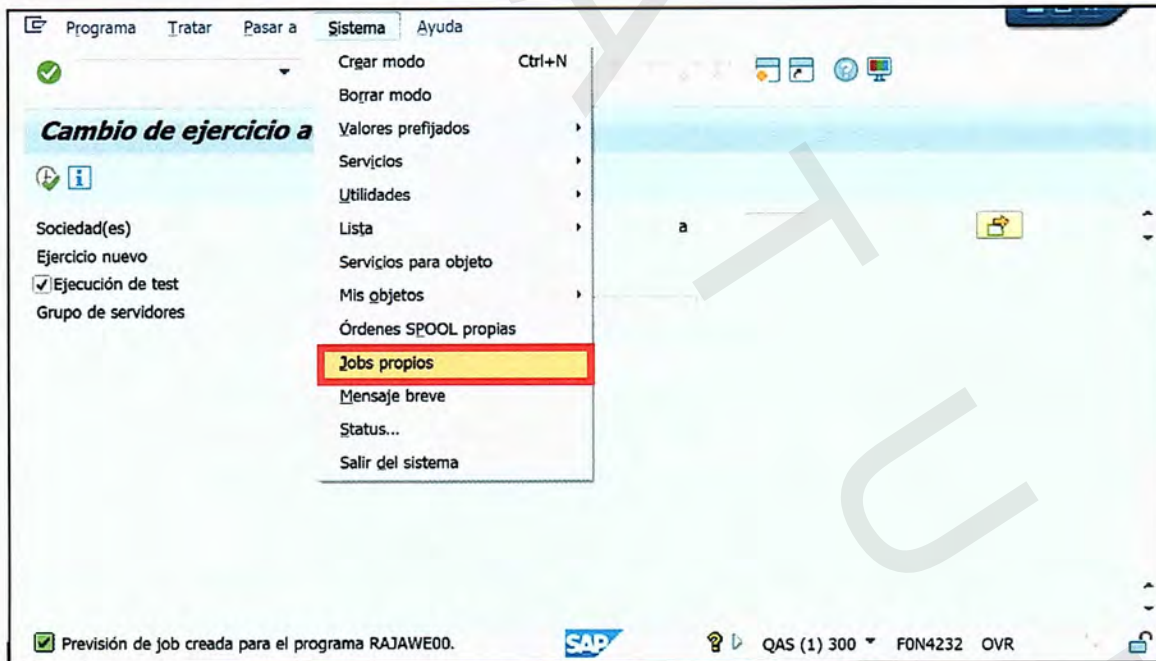 Programa Tratar Pasar a Sistema Ayuda
Crear modo Ctrl+N
Borrar modo
Cambio de ejercicio a
Valores prefijados
Servicios
Utilidades
Sociedad(es) Lista a
Ejercicio nuevo
Servicios para objeto
Ejecución de test
Mis objetos
Grupo de servidores
Órdenes SPOOL propias
Jobs propios
Mensaje breve
Status...
Salir del sistema
Previsión de job creada para el programa RAJAWE00. SAP QAS (1) 300 F0N4232 OVR
T
U